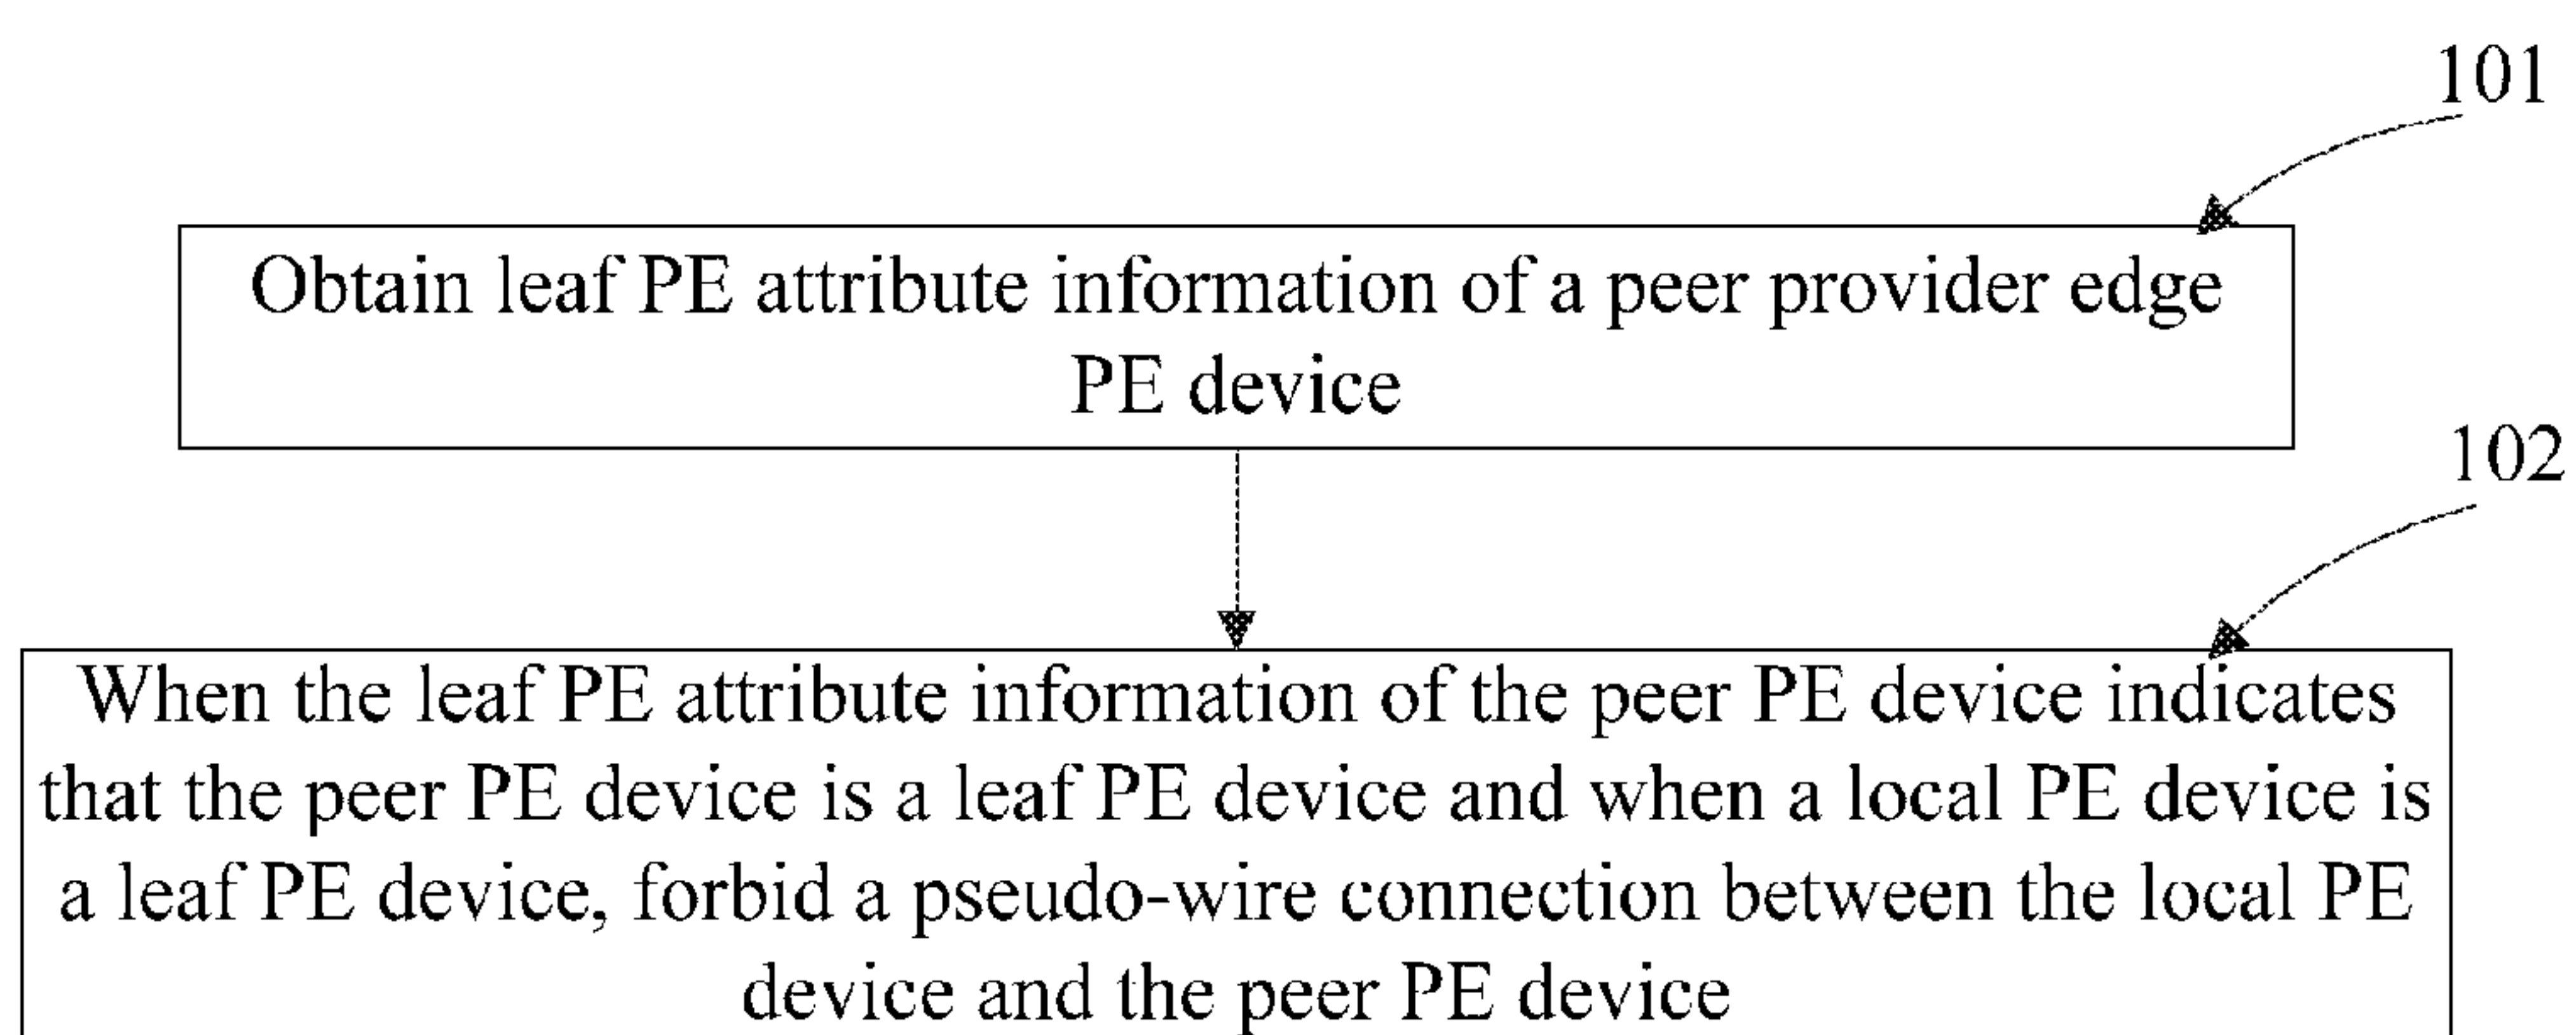 101
Obtain leaf PE attribute information of a peer provider edge
PE device
102
When the leaf PE attribute information of the peer PE device indicates
that the peer PE device is a leaf PE device and when a local PE device is
a leaf PE device, forbid a pseudo-wire connection between the local PE
device and the peer PE device